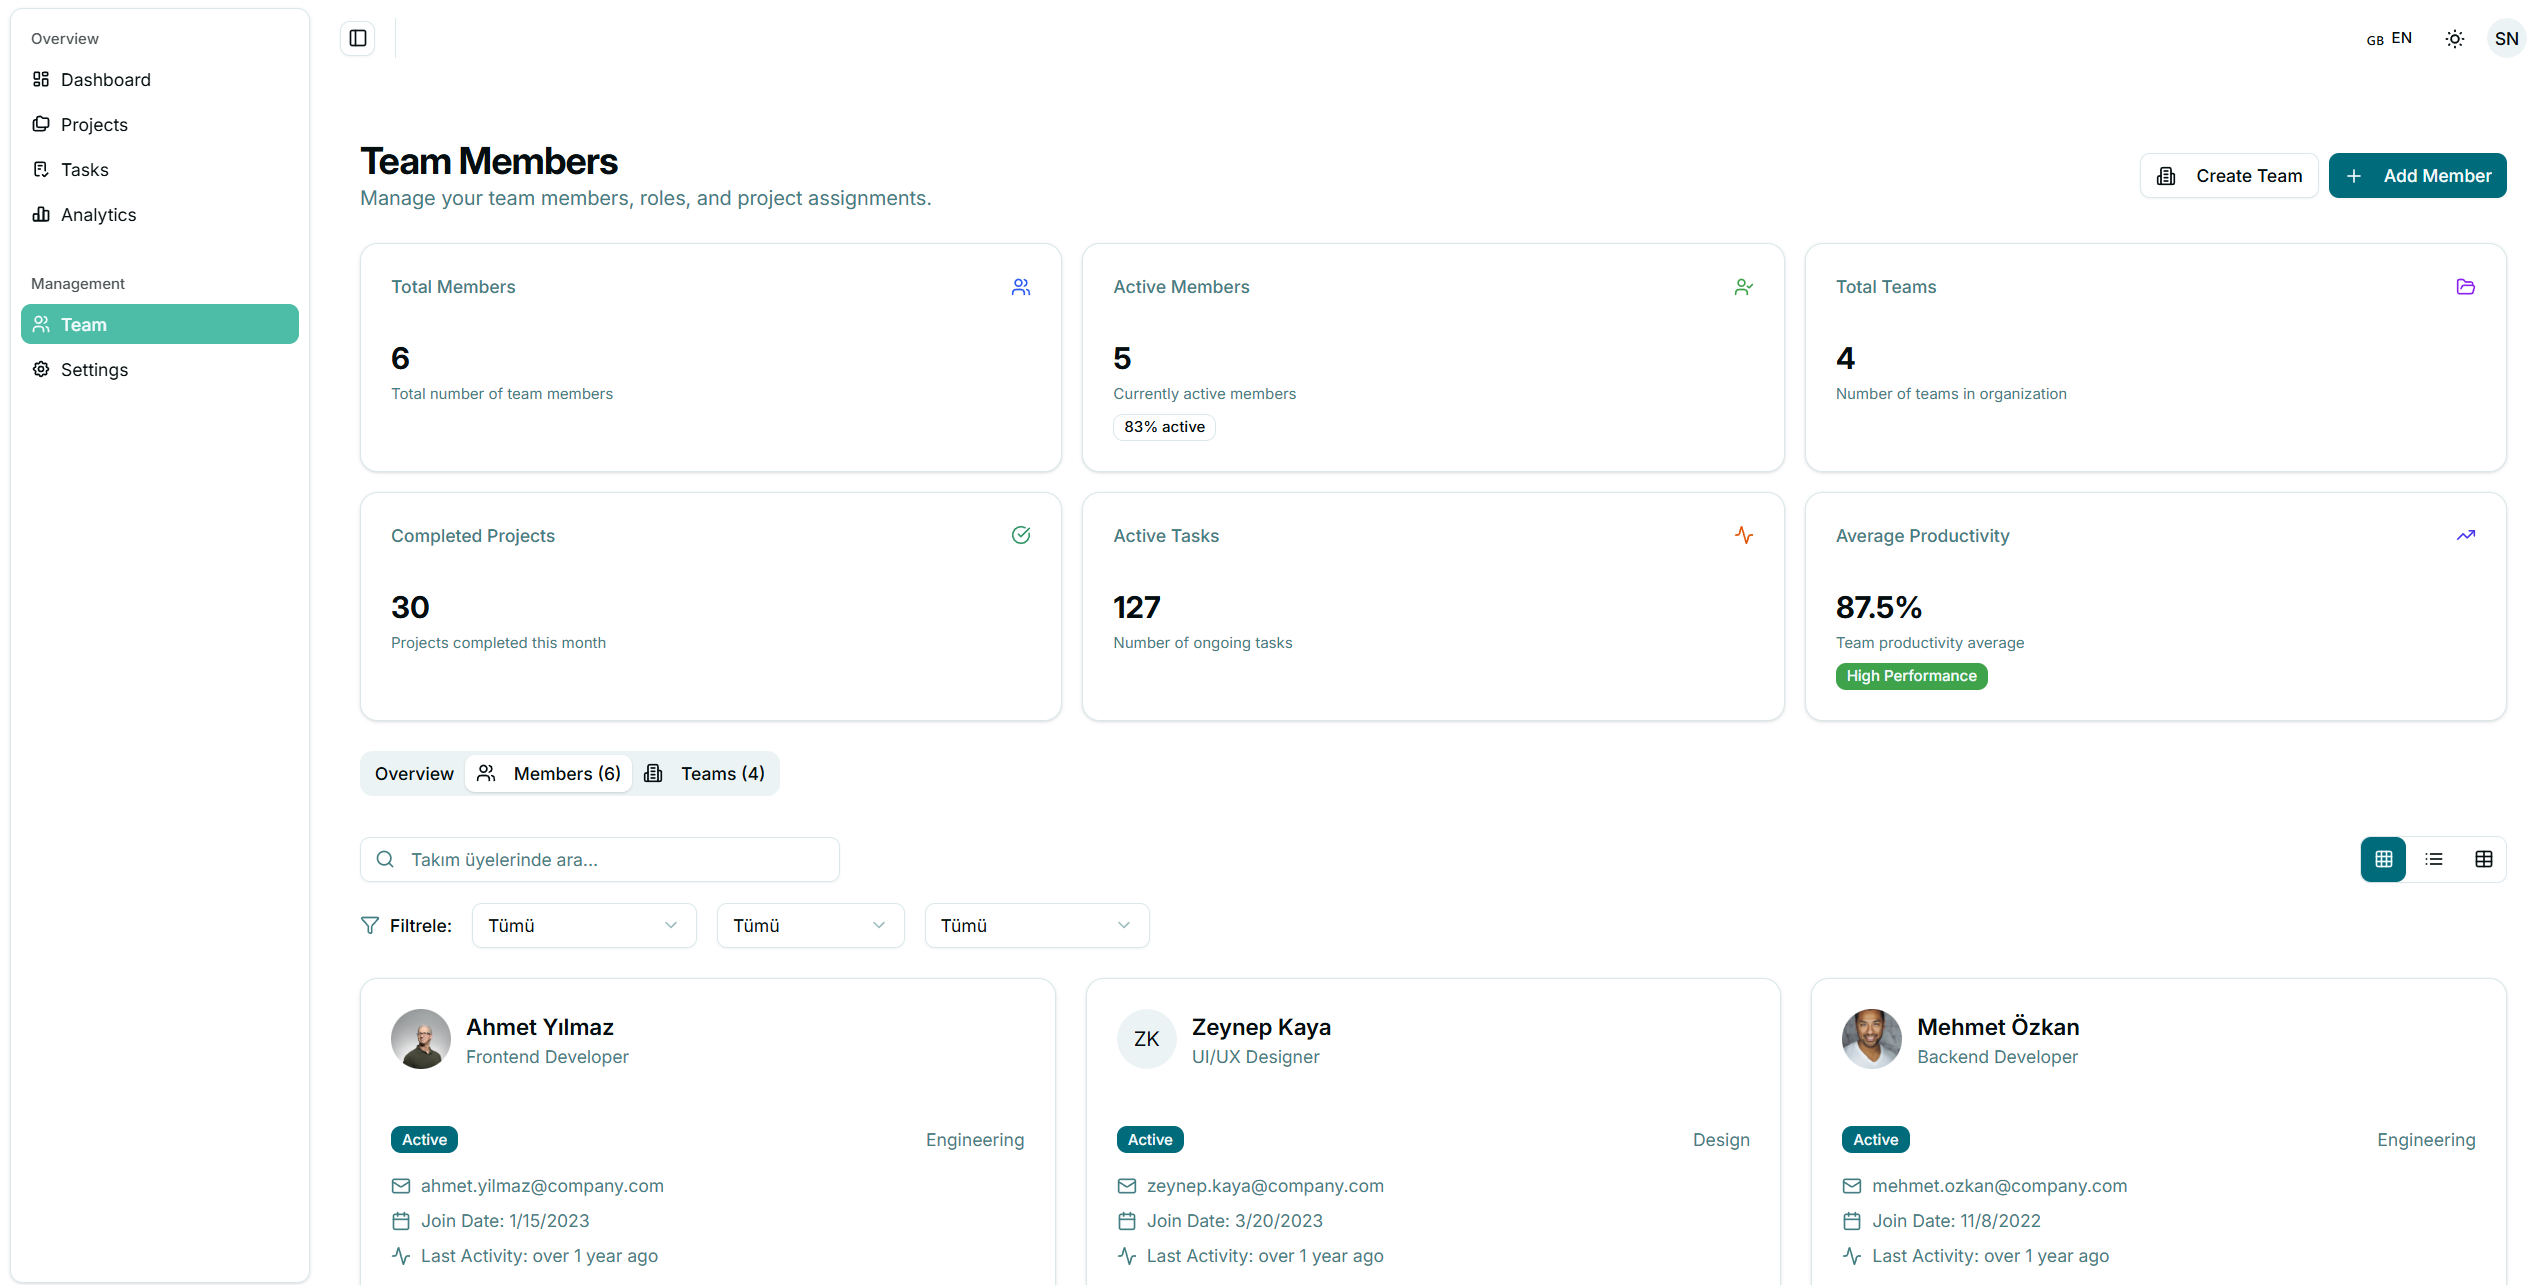 Overview
Dashboard
Projects
Tasks
Analytics
Management
Team
Settings
GB EN
SN
Team Members
Manage your team members, roles, and project assignments.
Create Team
Add Member
Total Members
6
Total number of team members
Active Members
5
Currently active members
83% active
Total Teams
4
Number of teams in organization
Completed Projects
30
Projects completed this month
Active Tasks
127
Number of ongoing tasks
Average Productivity
87.5%
Team productivity average
High Performance
Overview
Members (6)
Teams (4)
Takım üyelerinde ara...
Filtrele:
Tümü
Tümü
Tümü
Ahmet Yılmaz
Frontend Developer
Active
Engineering
ahmet.yilmaz@company.com
Join Date: 1/15/2023
Last Activity: over 1 year ago
ZK
Zeynep Kaya
UI/UX Designer
Active
Design
zeynep.kaya@company.com
Join Date: 3/20/2023
Last Activity: over 1 year ago
Mehmet Özkan
Backend Developer
Active
Engineering
mehmet.ozkan@company.com
Join Date: 11/8/2022
Last Activity: over 1 year ago